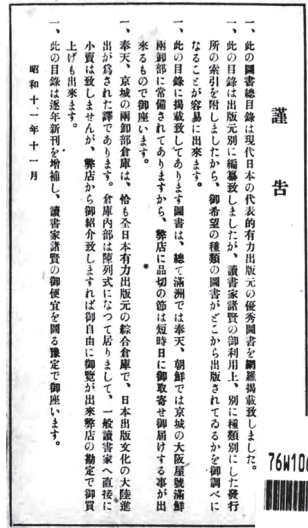 謹告
一、此の圖書總目錄は現代日本の代表的有力出版元の優秀圖書を網羅揭載致しました。
一、此の目錄は出版元別に編纂致しましたが、讀書家諸賢の御利用上、別に種類別にした發行
所の索引を附しましたから、御希望の種類の圖書がどこから出版されてゐるかを御調べに
なることが容易に出來ます。
一、此の目錄に揭載致してあります圖書は、總て滿洲では奉天、朝鮮では京城の大阪屋號滿鮮
兩卸部に常備されてありますから、弊店に品切の節は短時日に御取寄せ御屆けする事が出
來るもので御座います。
一、奉天、京城の兩卸部倉庫は、恰も全日本有力出版元の綜合倉庫で、日本出版文化の大陸進
出が爲された譯であります。倉庫內部は陳列式になつて居りまして、一般讀書家へ直接に
小賣は致しませんが、弊店から御紹介致しますれば御自由に御覽が出來弊店の勘定で御買
上げも出來ます。
一、此の目錄は逐年新刊を增補し、讀書家諸賢の御便宜を圖る豫定で御座います。
昭和十一年十一月
76W106